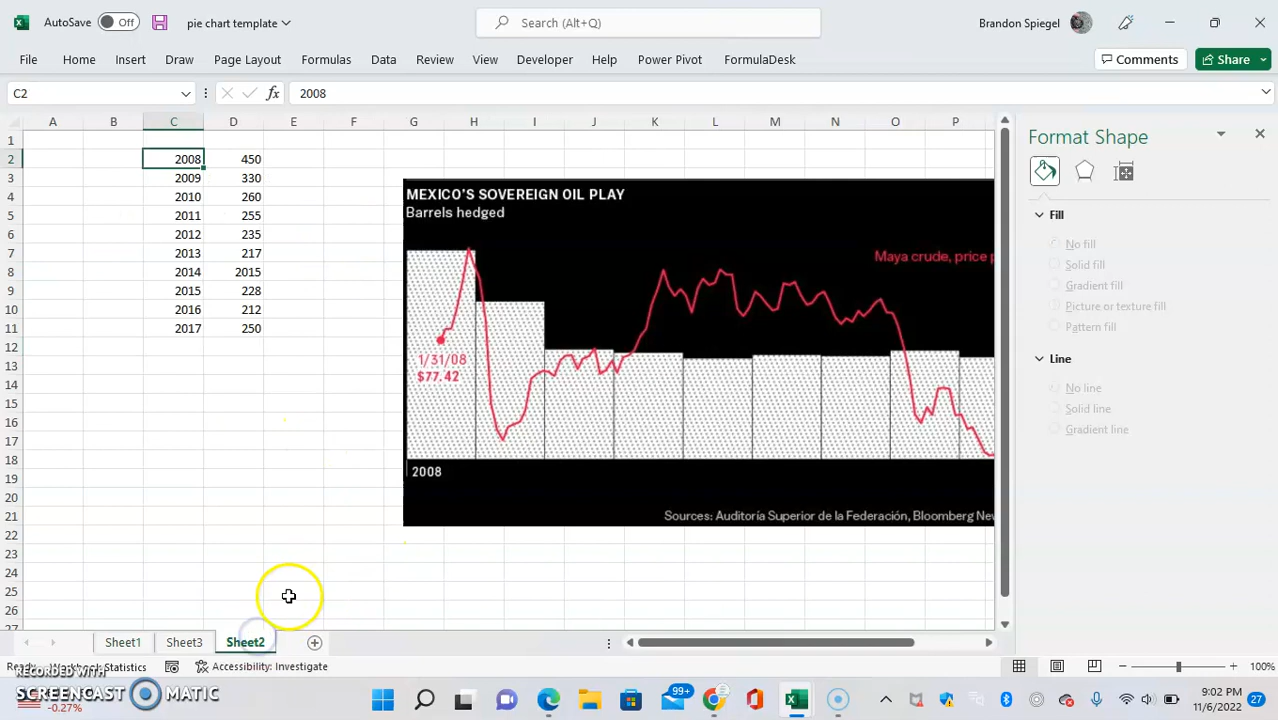 AutoSave Off pie chart template Search (Alt+Q) Brandon Spiegel
File Home Insert Draw Page Layout Formulas Data Review View Developer Help Power Pivot FormulaDesk Comments Share
C2 fx 2008
A B C D E F G H I J K L M N O P
1
2 2008 450
3 2009 330
4 2010 260
5 2011 255
6 2012 235
7 2013 217
8 2014 2015
9 2015 228
10 2016 212
11 2017 250
12
13
14
15
16
17
18
19
20
21
22
23
24
25
26
27
MEXICO'S SOVEREIGN OIL PLAY
Barrels hedged
Maya crude, price p
1/31/08
$77.42
2008
Sources: Auditoría Superior de la Federación, Bloomberg New
Format Shape
Fill
No fill
Solid fill
Gradient fill
Picture or texture fill
Pattern fill
Line
No line
Solid line
Gradient line
Sheet1 Sheet3 Sheet2
Statistics Accessibility: Investigate 100%
RECORDED WITH
SCREENCAST MATIC
-0.27%
99+
9:02 PM
11/6/2022
27